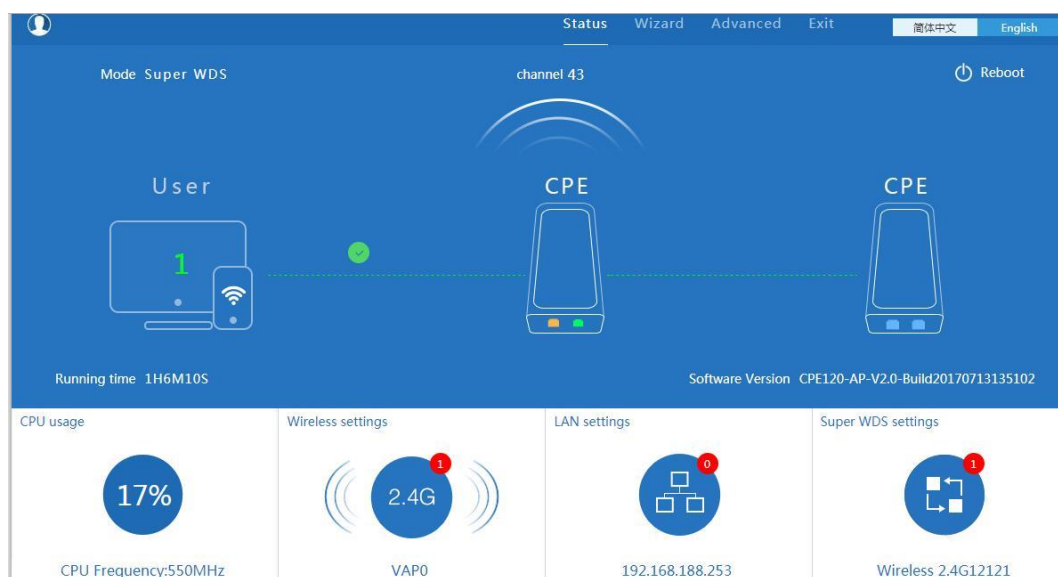 Status Wizard Advanced Exit 简体中文 English
Mode Super WDS channel 43 Reboot
User CPE CPE
1
Running time 1H6M10S Software Version CPE120-AP-V2.0-Build20170713135102
CPU usage Wireless settings LAN settings Super WDS settings
1 0 1
17% 2.4G
CPU Frequency:550MHz VAP0 192.168.188.253 Wireless 2.4G12121